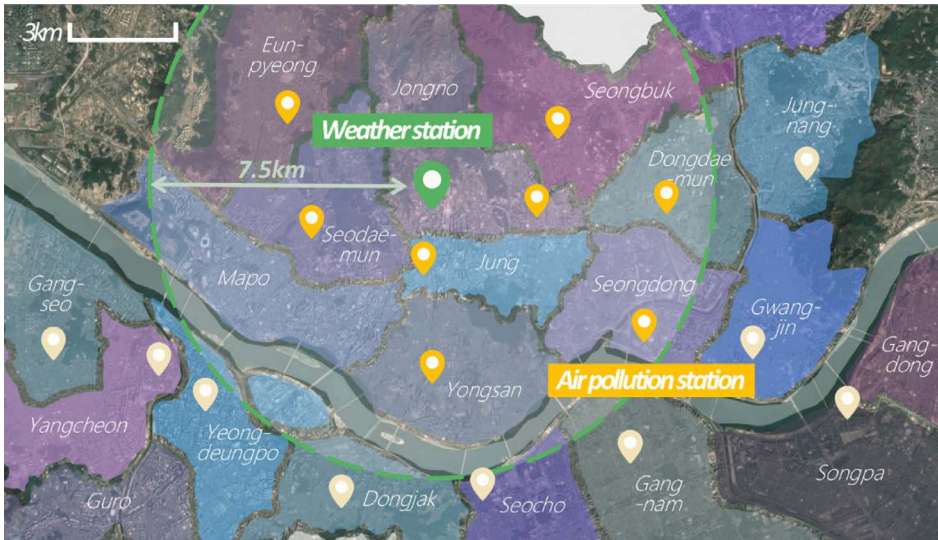 3km
Eun-
pyeong
Jongno
Seongbuk
Jung-
nang
Weather station
Dongdae
-mun
7.5km
Seodae-
mun
Mapo
Jung
Seongdong
Gang-
seo
Gwang-
jin
Gang-
dong
Yongsan
Air pollution station
Yangcheon
Yeong-
deungpo
Songpa
Gang
-nam
Guro
Dongjak
Seocho